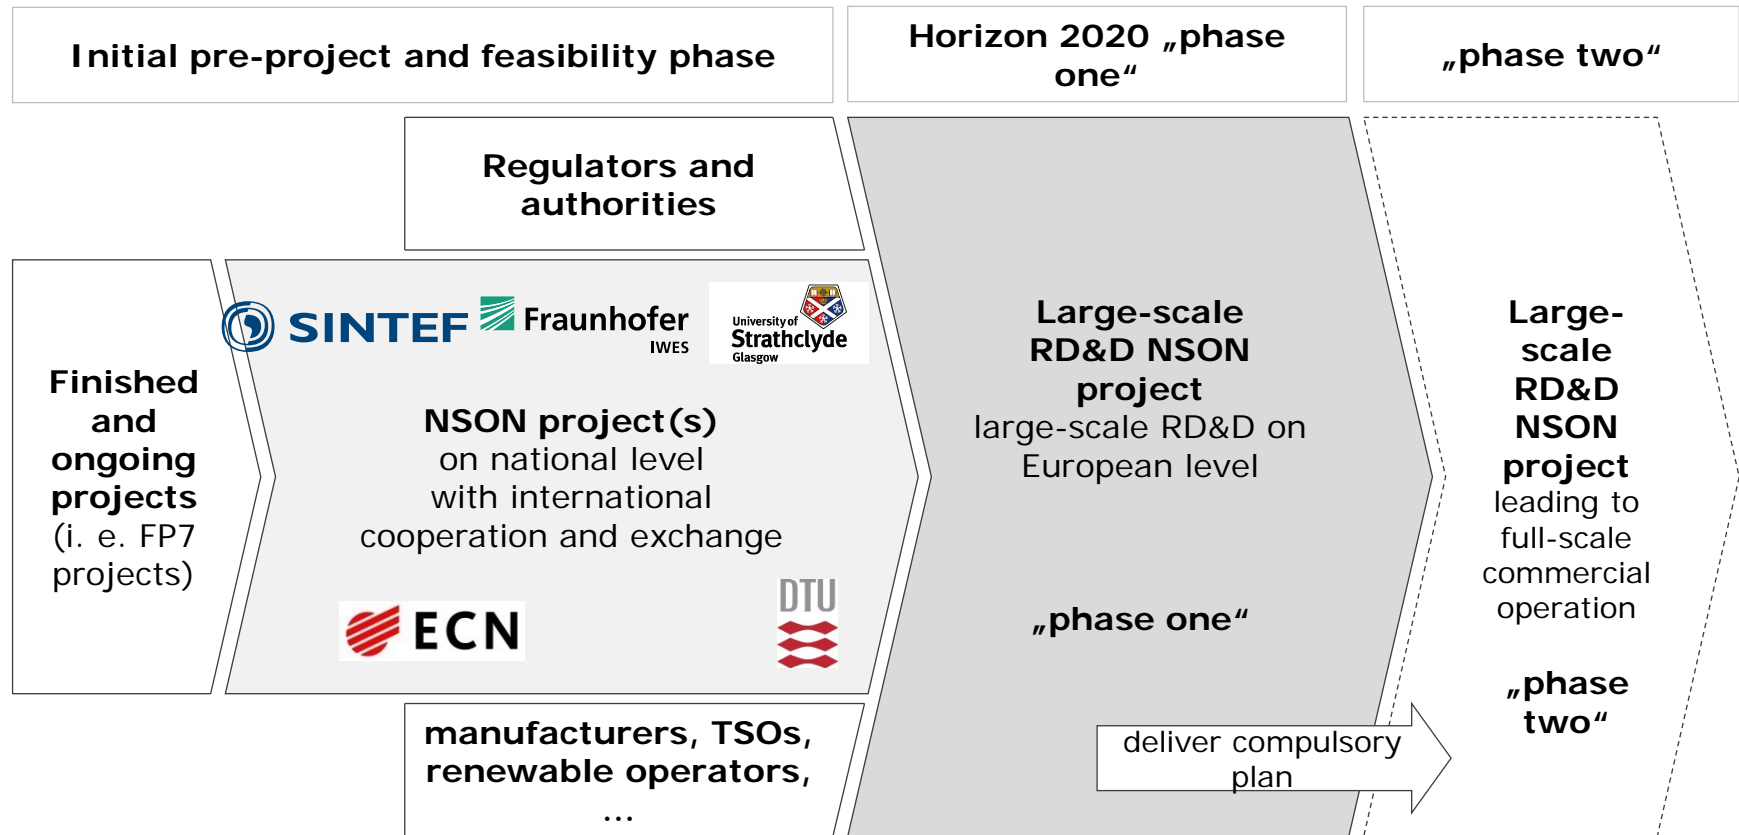 Initial pre-project and feasibility phase
Horizon 2020 „phase
one“
„phase two“
Regulators and
authorities
Finished
and
ongoing
projects
(i. e. FP7
projects)
SINTEF
Fraunhofer
IWES
University of
Strathclyde
Glasgow
NSON project(s)
on national level
with international
cooperation and exchange
ECN
DTU
manufacturers, TSOs,
renewable operators,
...
Large-scale
RD&D NSON
project
large-scale RD&D on
European level
„phase one“
deliver compulsory
plan
Large-
scale
RD&D
NSON
project
leading to
full-scale
commercial
operation
„phase
two“